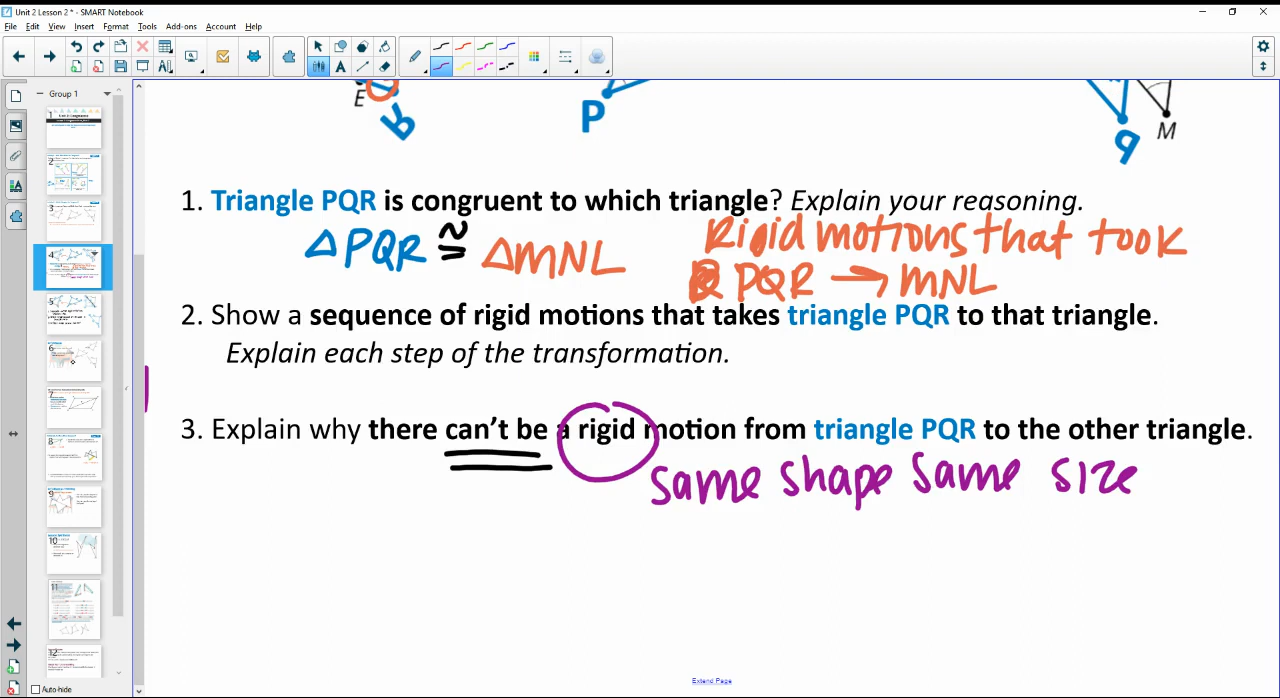 Unit 2 Lesson 2 * - SMART Notebook
File Edit View Insert Format Tools Add-ons Account Help
Group 1
E
R
P
Q
M
1. Triangle PQR is congruent to which triangle? Explain your reasoning.
△PQR ≅ △MNL
Rigid motions that took
PQR → MNL
2. Show a sequence of rigid motions that takes triangle PQR to that triangle.
Explain each step of the transformation.
3. Explain why there can't be a rigid motion from triangle PQR to the other triangle.
Same shape same size
Extend Page
Auto-hide